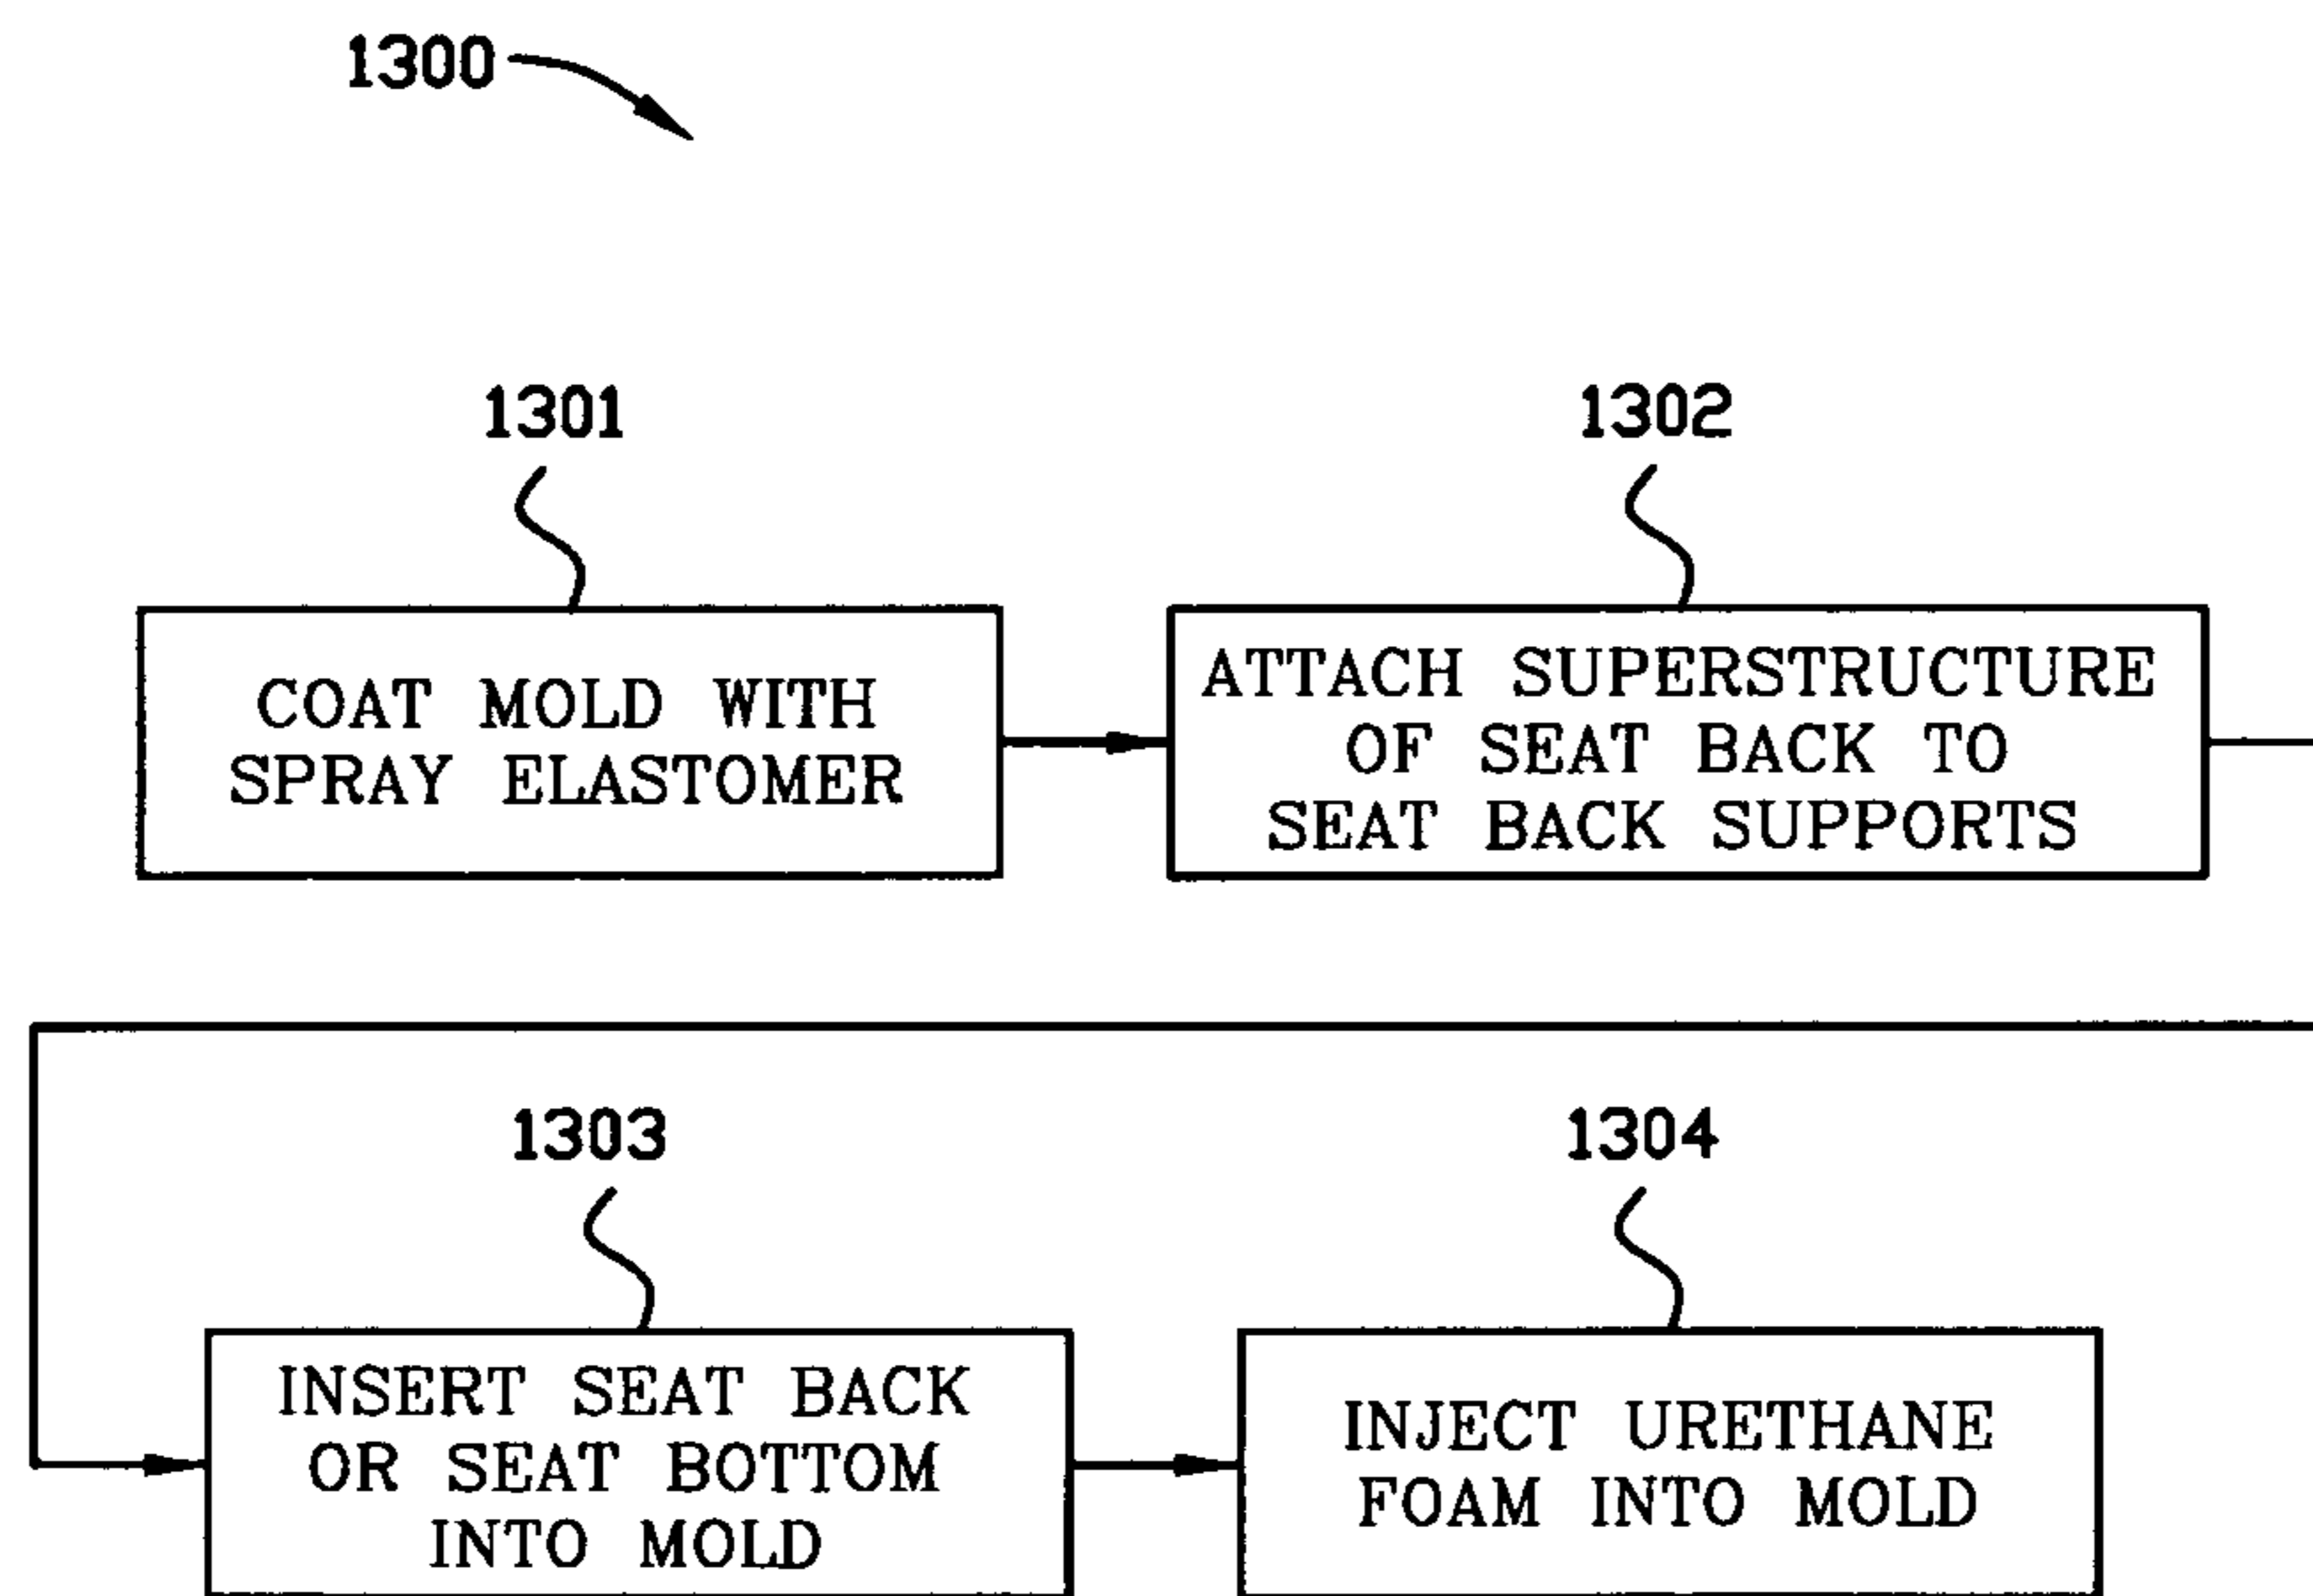 1300
1301
1302
COAT MOLD WITH
SPRAY ELASTOMER
ATTACH SUPERSTRUCTURE
OF SEAT BACK TO
SEAT BACK SUPPORTS
1303
1304
INSERT SEAT BACK
OR SEAT BOTTOM
INTO MOLD
INJECT URETHANE
FOAM INTO MOLD